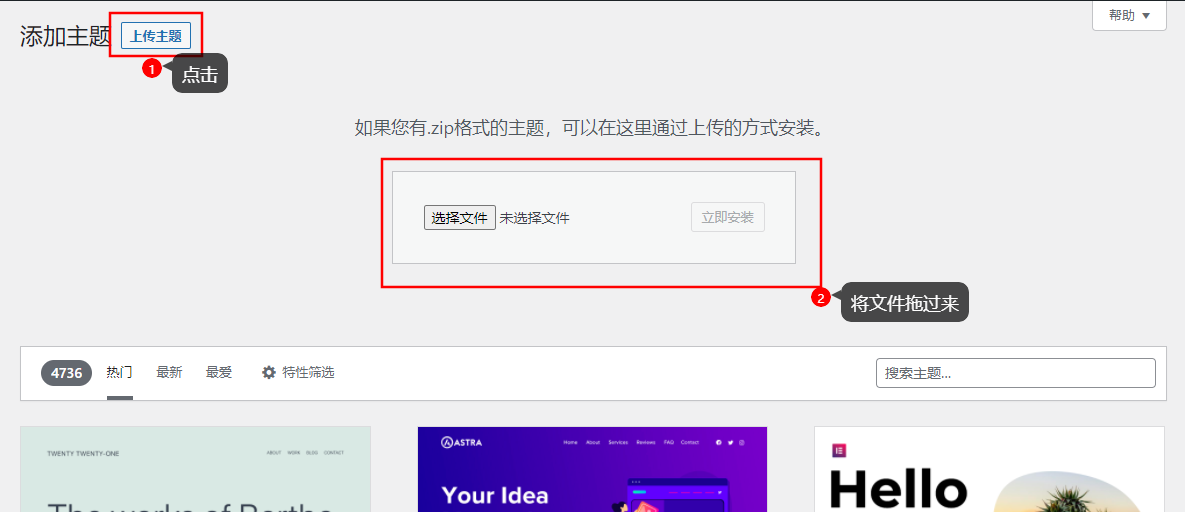 帮助
添加主题 上传主题
1 点击
如果您有.zip格式的主题，可以在这里通过上传的方式安装。
选择文件 未选择文件 立即安装
2 将文件拖过来
4736 热门 最新 最爱 特性筛选 搜索主题...
TWENTY TWENTY-ONE ABOUT WORK BLOG CONTACT
The works of Berthe
ASTRA Home About Services Reviews FAQ Contact
Your Idea
Hello